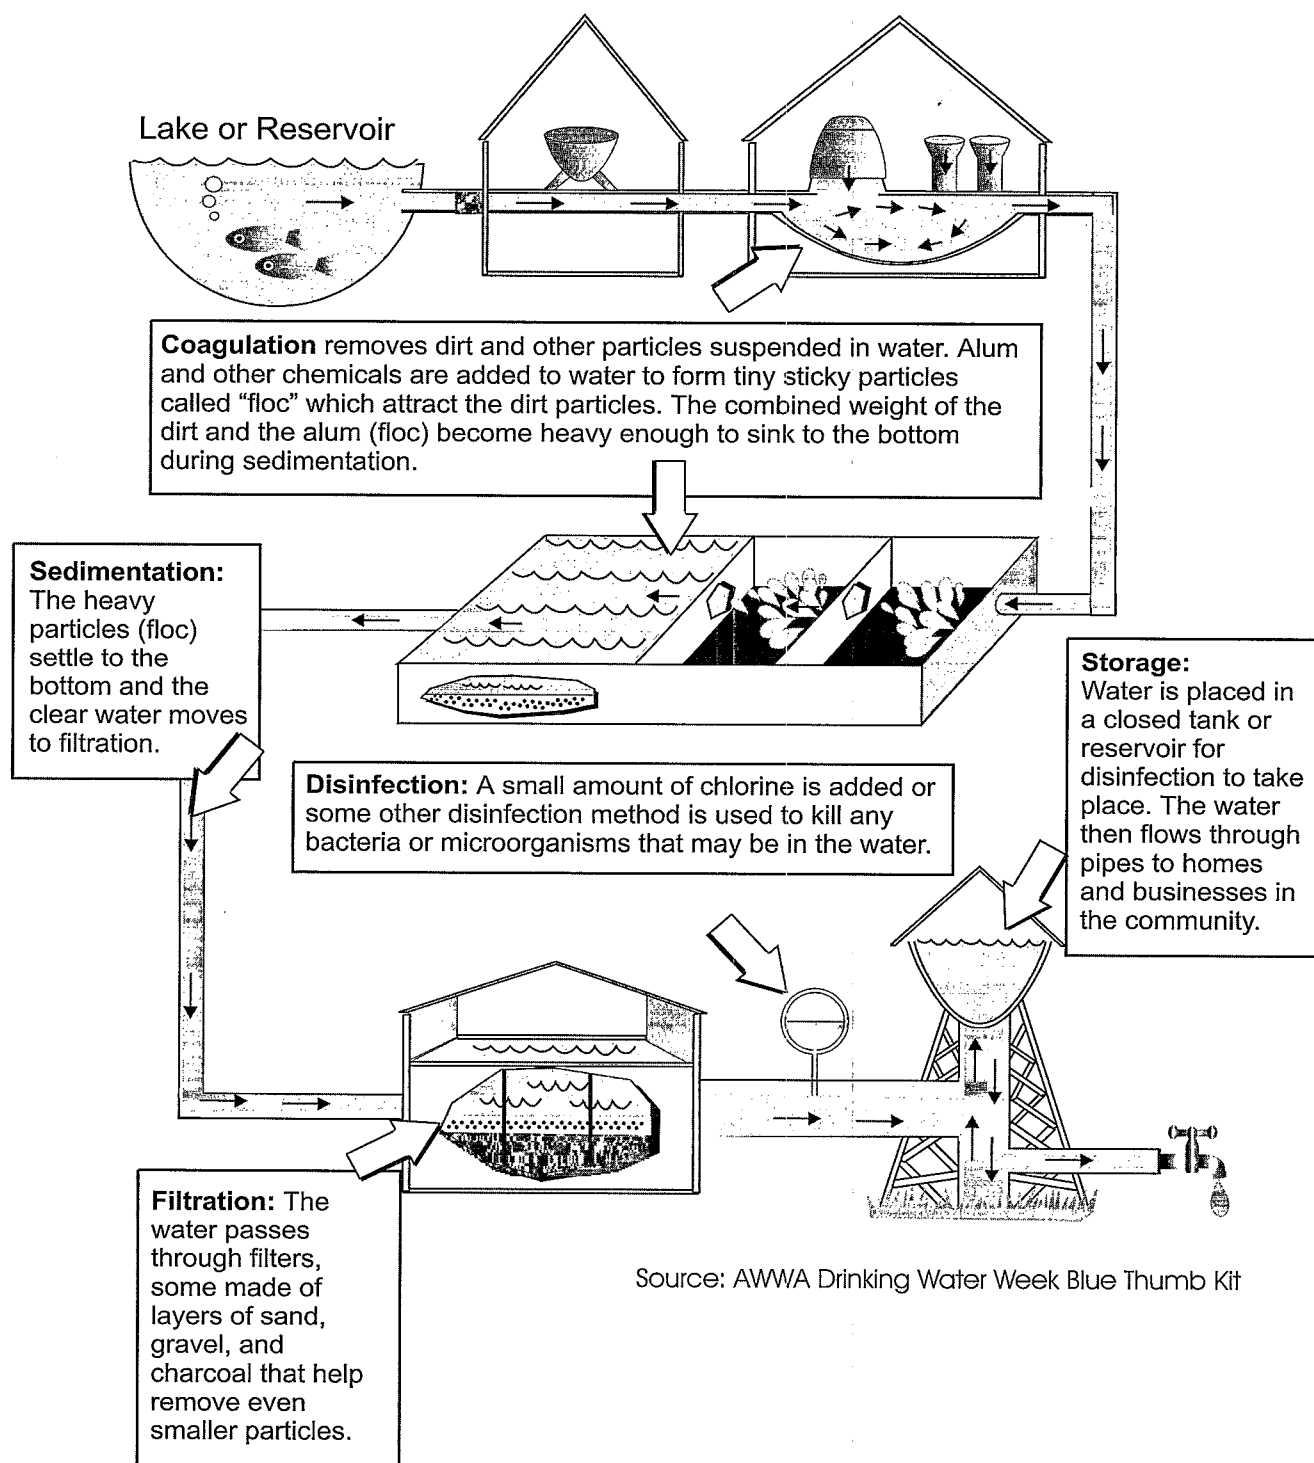 Lake or Reservoir
Coagulation removes dirt and other particles suspended in water. Alum
and other chemicals are added to water to form tiny sticky particles
called “floc” which attract the dirt particles. The combined weight of the
dirt and the alum (floc) become heavy enough to sink to the bottom
during sedimentation.
Sedimentation:
The heavy
particles (floc)
settle to the
bottom and the
clear water moves
to filtration.
Storage:
Water is placed in
a closed tank or
reservoir for
disinfection to take
place. The water
then flows through
pipes to homes
and businesses in
the community.
Disinfection: A small amount of chlorine is added or
some other disinfection method is used to kill any
bacteria or microorganisms that may be in the water.
Filtration: The
water passes
through filters,
some made of
layers of sand,
gravel, and
charcoal that help
remove even
smaller particles.
Source: AWWA Drinking Water Week Blue Thumb Kit